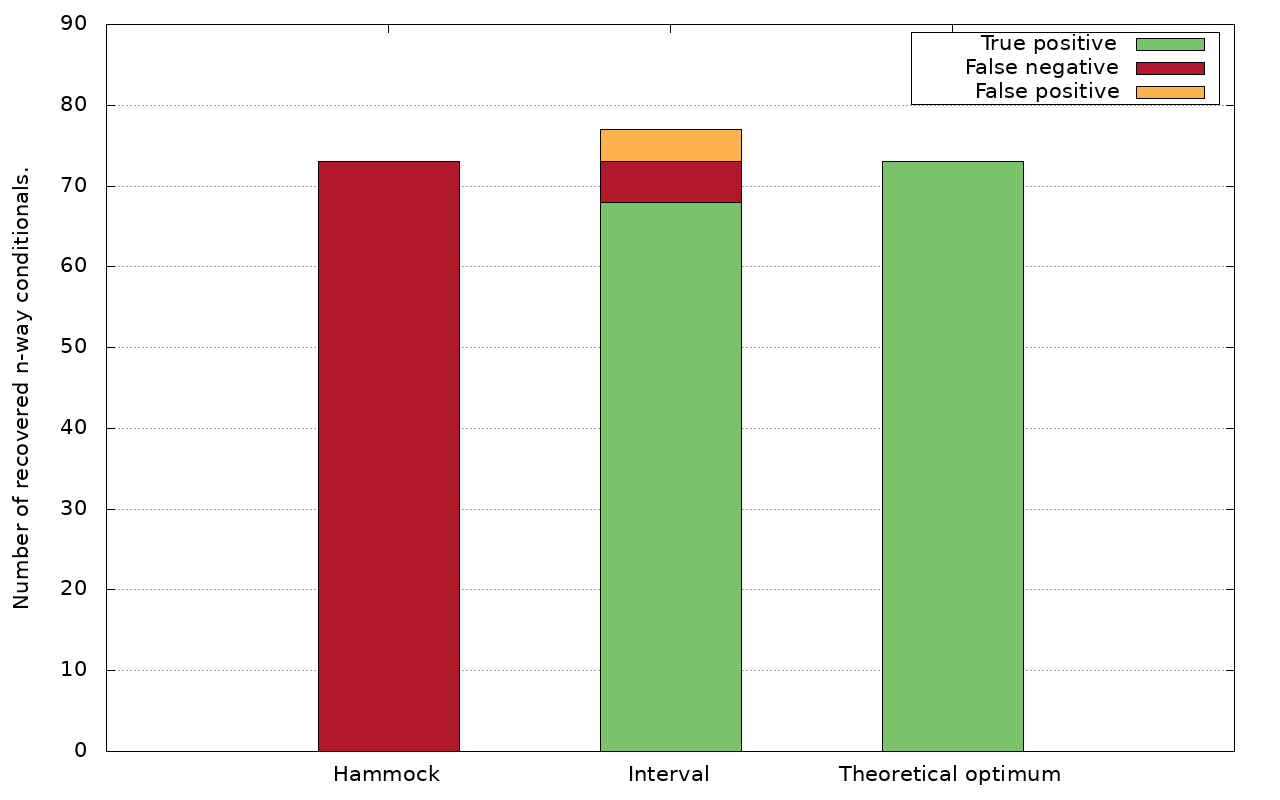 90
80
70
60
50
40
30
20
10
0
Number of recovered n-way conditionals.
True positive
False negative
False positive
Hammock
Interval
Theoretical optimum